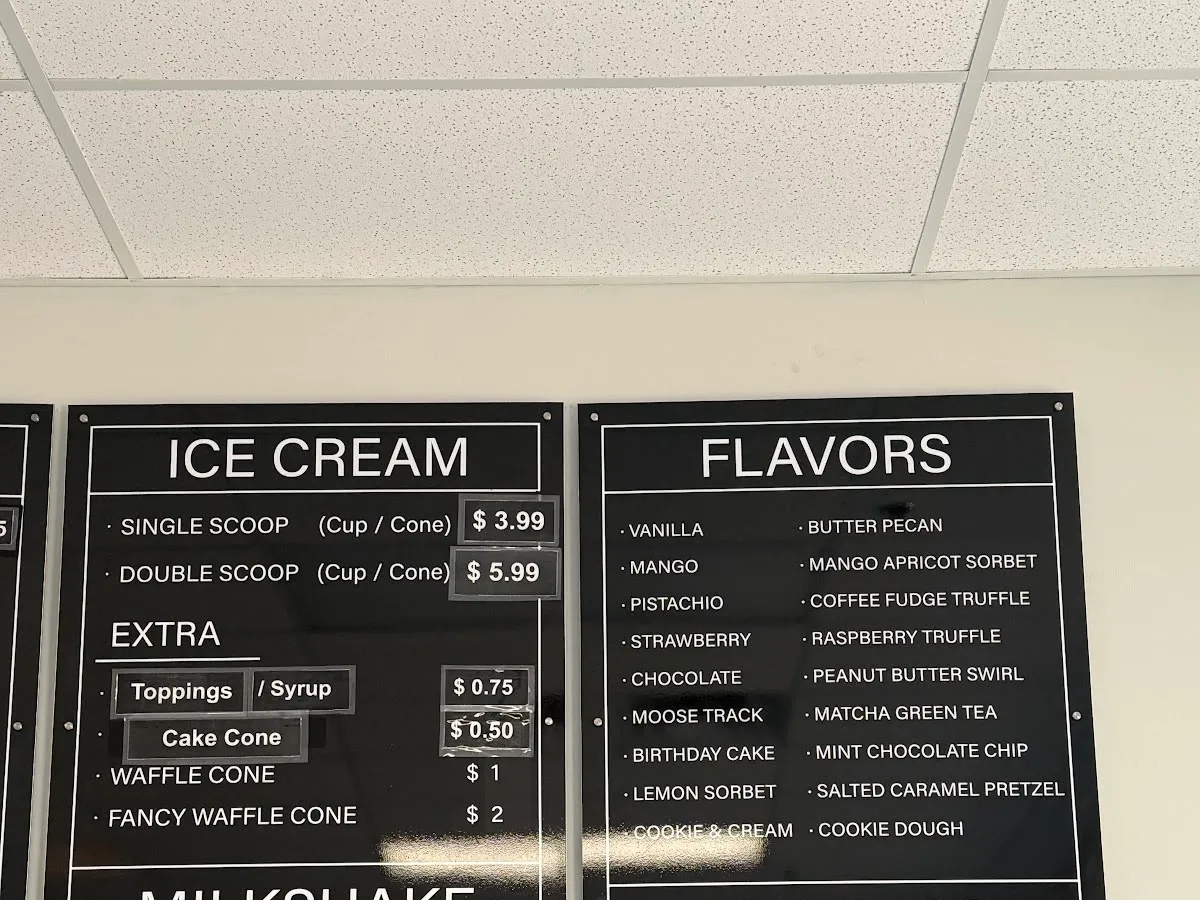 5
ICE CREAM
· SINGLE SCOOP (Cup / Cone) $ 3.99
· DOUBLE SCOOP (Cup / Cone) $ 5.99
EXTRA
· Toppings / Syrup $ 0.75
· Cake Cone $ 0.50
· WAFFLE CONE $ 1
· FANCY WAFFLE CONE $ 2
MILKSHAKE
FLAVORS
· VANILLA
· MANGO
· PISTACHIO
· STRAWBERRY
· CHOCOLATE
· MOOSE TRACK
· BIRTHDAY CAKE
· LEMON SORBET
· COOKIE & CREAM
· BUTTER PECAN
· MANGO APRICOT SORBET
· COFFEE FUDGE TRUFFLE
· RASPBERRY TRUFFLE
· PEANUT BUTTER SWIRL
· MATCHA GREEN TEA
· MINT CHOCOLATE CHIP
· SALTED CARAMEL PRETZEL
· COOKIE DOUGH